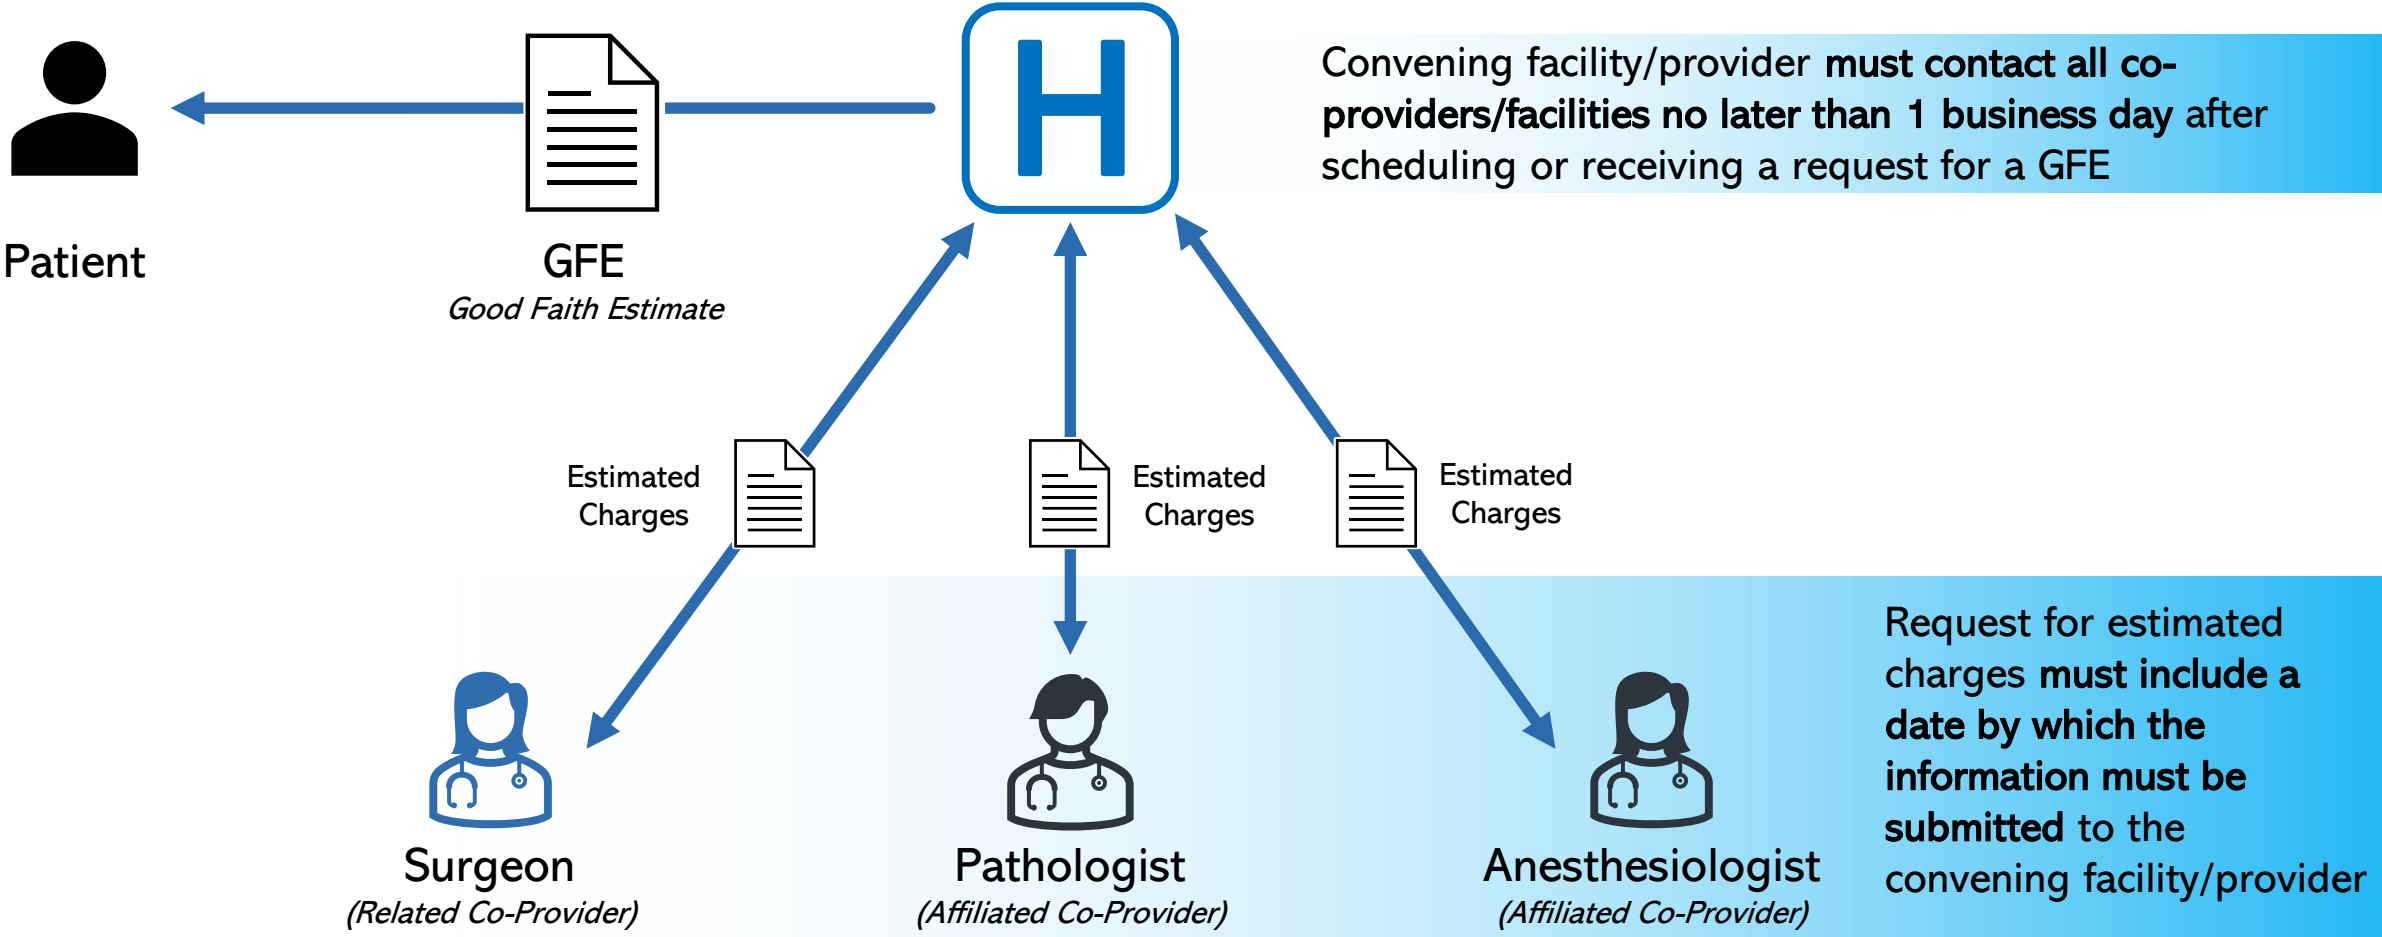 H
Convening facility/provider must contact all co-
providers/facilities no later than 1 business day after
scheduling or receiving a request for a GFE
Patient
GFE
Good Faith Estimate
Estimated
Charges
Estimated
Charges
Estimated
Charges
Surgeon
(Related Co-Provider)
Pathologist
(Affiliated Co-Provider)
Anesthesiologist
(Affiliated Co-Provider)
Request for estimated
charges must include a
date by which the
information must be
submitted to the
convening facility/provider